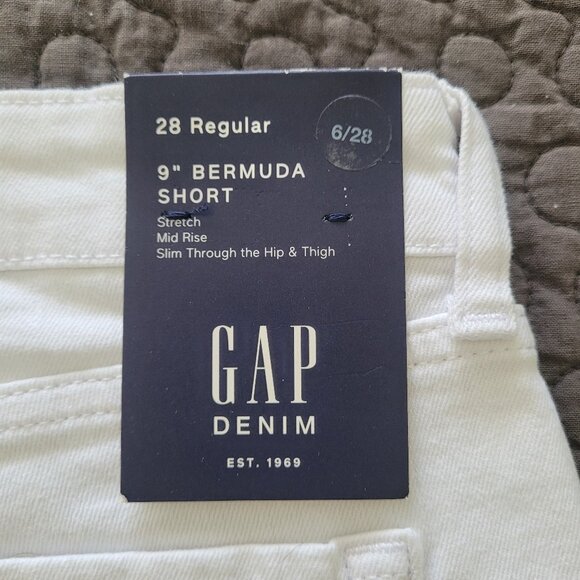 28 Regular
6/28
9" BERMUDA
SHORT
Stretch
Mid Rise
Slim Through the Hip & Thigh
GAP
DENIM
EST. 1969